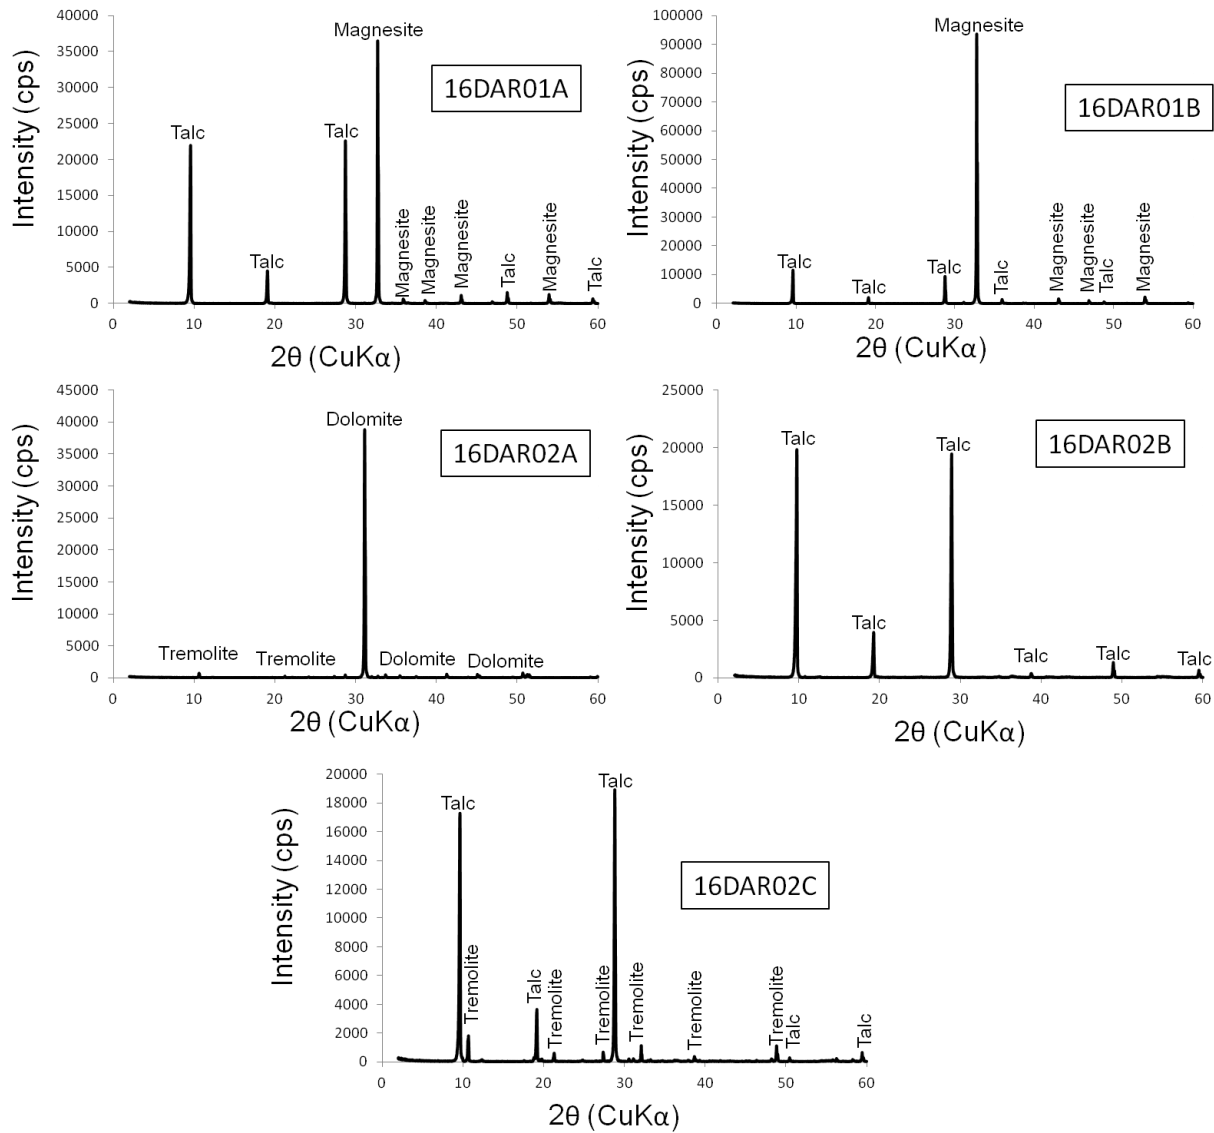 40000
35000
30000
25000
20000
15000
10000
5000
0
Intensity (cps)
Magnesite
16DAR01A
Talc
Talc
Talc
Magnesite
Magnesite
Magnesite
Talc
Magnesite
Talc
0 10 20 30 40 50 60
2θ (CuKα)
100000
90000
80000
70000
60000
50000
40000
30000
20000
10000
0
Intensity (cps)
Magnesite
16DAR01B
Talc
Talc
Talc
Talc
Magnesite
Magnesite
Talc
Magnesite
0 10 20 30 40 50 60
2θ (CuKα)
45000
40000
35000
30000
25000
20000
15000
10000
5000
0
Intensity (cps)
Dolomite
16DAR02A
Tremolite
Tremolite
Dolomite
Dolomite
0 10 20 30 40 50 60
2θ (CuKα)
25000
20000
15000
10000
5000
0
Intensity (cps)
Talc
Talc
16DAR02B
Talc
Talc
Talc
Talc
0 10 20 30 40 50 60
2θ (CuKα)
20000
18000
16000
14000
12000
10000
8000
6000
4000
2000
0
Intensity (cps)
Talc
Talc
16DAR02C
Tremolite
Talc
Tremolite
Tremolite
Tremolite
Tremolite
Tremolite
Talc
Talc
0 10 20 30 40 50 60
2θ (CuKα)